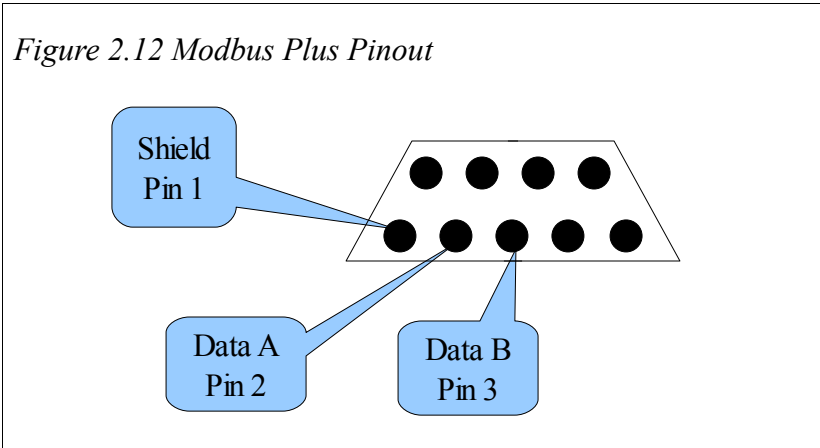 Figure 2.12 Modbus Plus Pinout
Shield
Pin 1
Data A
Pin 2
Data B
Pin 3